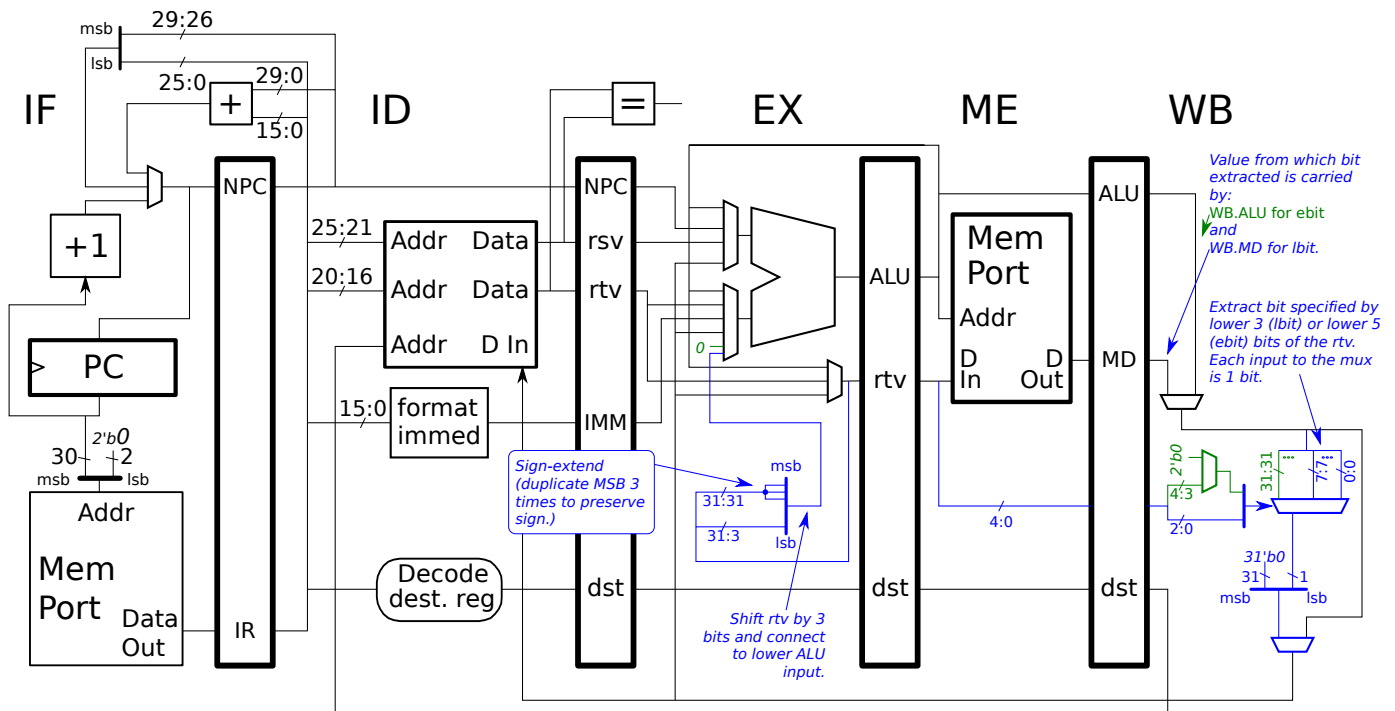 29:26
msb
lsb
25:0
29:0
+
15:0
IF
ID
=
EX
ME
WB
NPC
NPC
ALU
Value from which bit
extracted is carried
by:
WB.ALU for ebit
and
WB.MD for lbit.
+1
25:21
Addr
Data
rsv
20:16
Addr
Data
rtv
ALU
Mem
Port
Addr
Addr
D In
0
PC
D
In
D
Out
MD
rtv
Extract bit specified by
lower 3 (lbit) or lower 5
(ebit) bits of the rtv.
Each input to the mux
is 1 bit.
15:0
format
immed
IMM
2'b0
30
2
msb
lsb
Addr
Mem
Port
Data
Out
IR
Sign-extend
(duplicate MSB 3
times to preserve
sign.)
msb
31:31
31:3
lsb
4:0
2'b0
4:3
2:0
31:31
7:7
0:0
31'b0
31
1
msb
lsb
Decode
dest. reg
dst
dst
dst
Shift rtv by 3
bits and connect
to lower ALU
input.